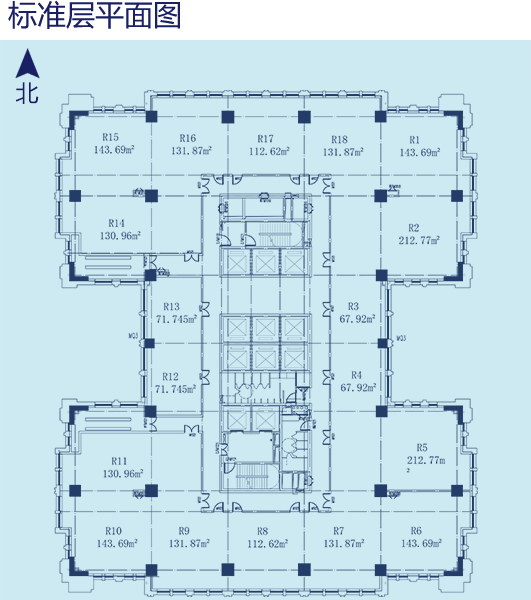 标准层平面图
北
R15
143.69m²
R16
131.87m²
R17
112.62m²
R18
131.87m²
R1
143.69m²
R14
130.96m²
R2
212.77m²
R13
71.745m²
R3
67.92m²
R12
71.745m²
R4
67.92m²
R11
130.96m²
R5
212.77m
2
R10
143.69m²
R9
131.87m²
R8
112.62m²
R7
131.87m²
R6
143.69m²